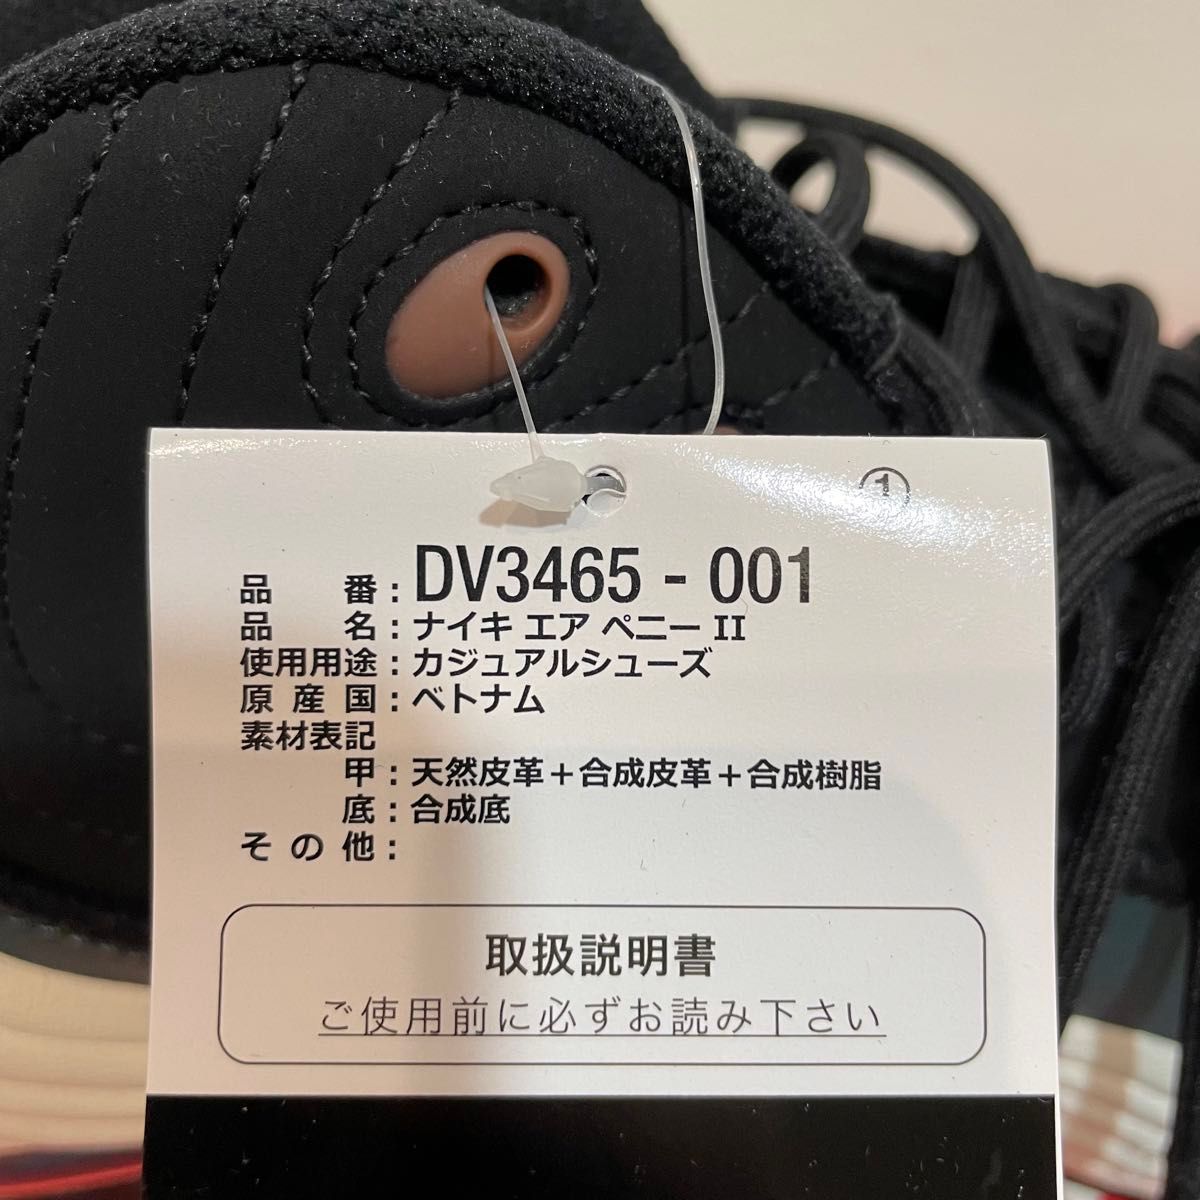 ①
品番：DV3465 - 001
品名：ナイキ エア ペニー II
使用用途：カジュアルシューズ
原産国：ベトナム
素材表記
甲：天然皮革＋合成皮革＋合成樹脂
底：合成底
その他：
取扱説明書
ご使用前に必ずお読み下さい